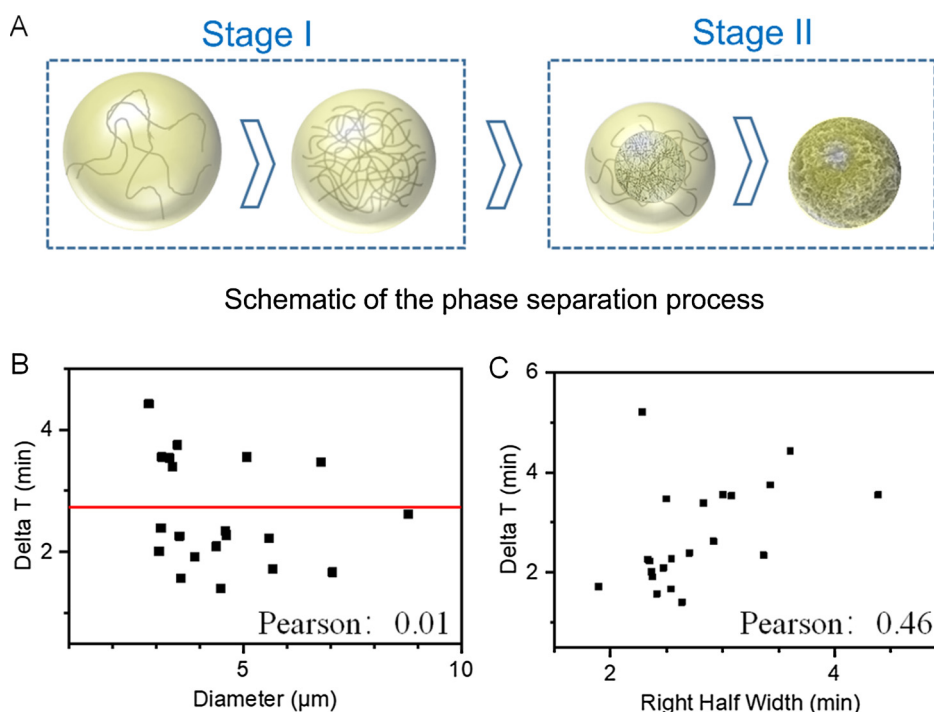 A
Stage I
Stage II
Schematic of the phase separation process
B
Delta T (min)
4
2
5
10
Diameter (μm)
Pearson: 0.01
C
Delta T (min)
6
4
2
2
4
Right Half Width (min)
Pearson: 0.46